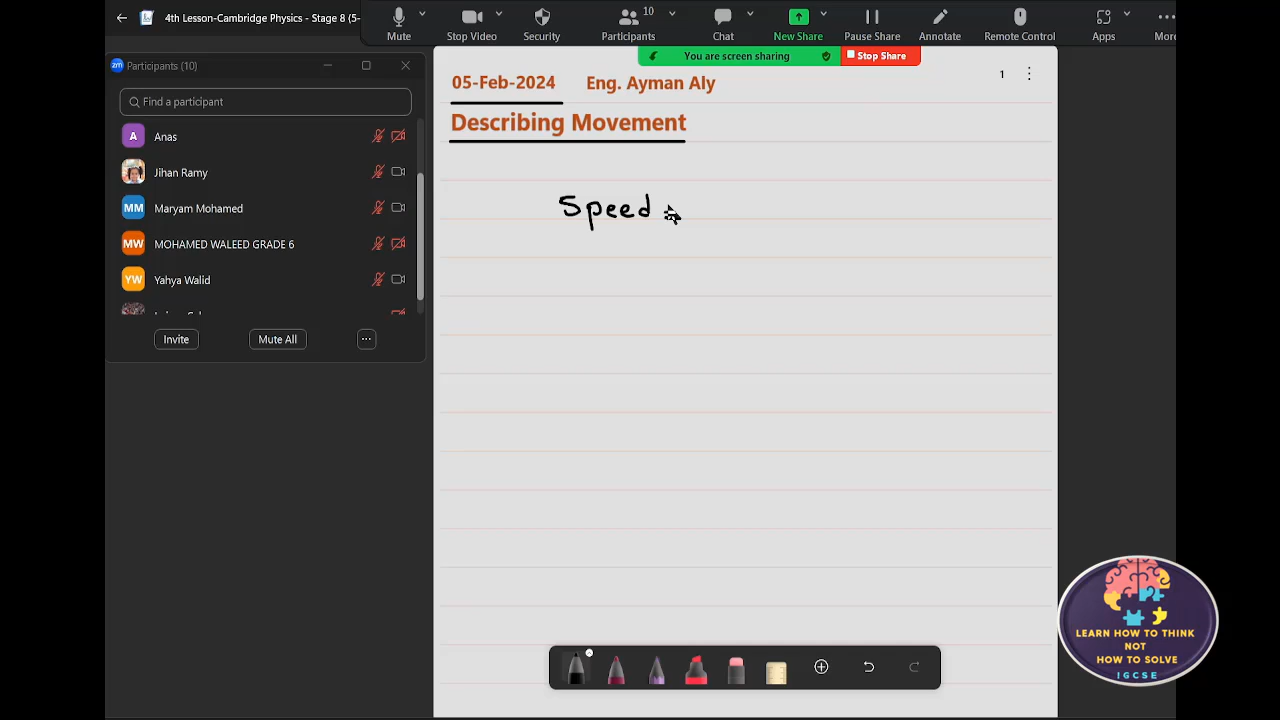 4th Lesson-Cambridge Physics - Stage 8 (5-
Mute
Stop Video
Security
10
Participants
Chat
New Share
Pause Share
Annotate
Remote Control
Apps
More
You are screen sharing
Stop Share
zm Participants (10)
Find a participant
A Anas
Jihan Ramy
MM Maryam Mohamed
MW MOHAMED WALEED GRADE 6
YW Yahya Walid
Invite
Mute All
05-Feb-2024 Eng. Ayman Aly
1
Describing Movement
Speed
LEARN HOW TO THINK
NOT
HOW TO SOLVE
!GCSE